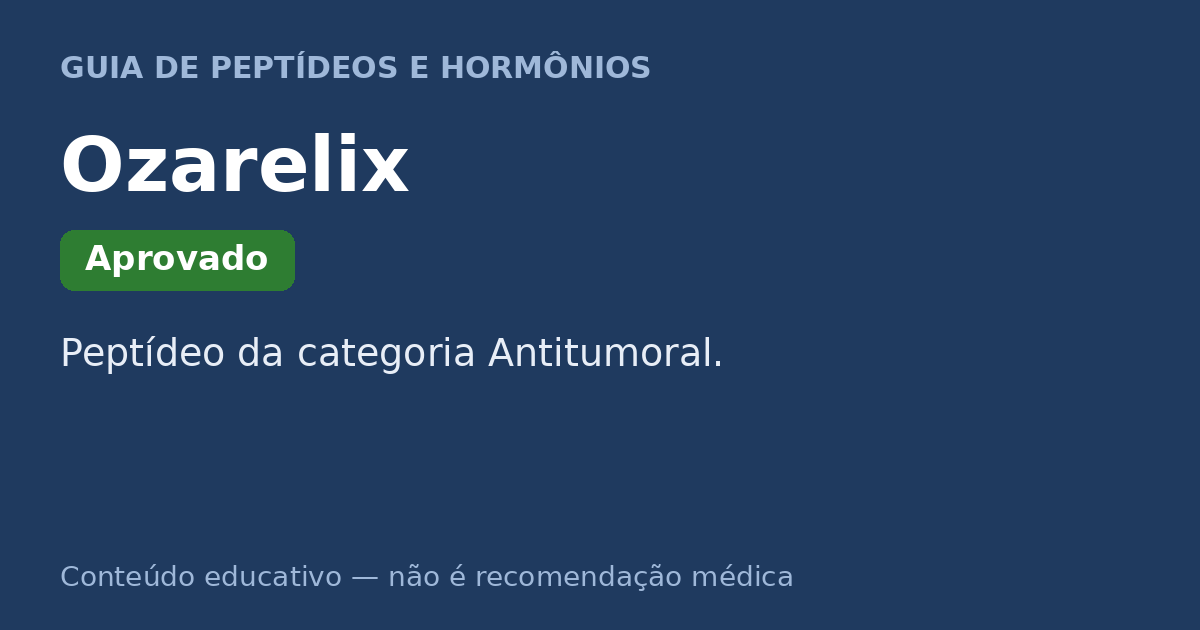 GUIA DE PEPTÍDEOS E HORMÔNIOS
Ozarelix
Aprovado
Peptídeo da categoria Antitumoral.
Conteúdo educativo — não é recomendação médica